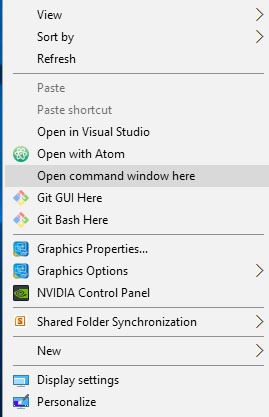 View
Sort by
Refresh
Paste
Paste shortcut
Open in Visual Studio
Open with Atom
Open command window here
Git GUI Here
Git Bash Here
Graphics Properties...
Graphics Options
NVIDIA Control Panel
Shared Folder Synchronization
New
Display settings
Personalize